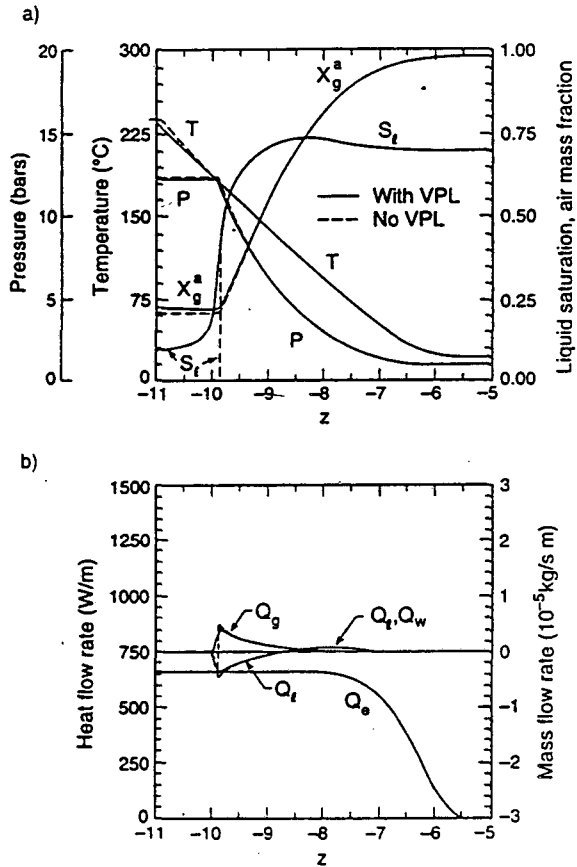 a)
Pressure (bars)
20
15
10
5
0
Temperature (°C)
300
225
150
75
0
T
P
X_g^a
S_ℓ
X_g^a
S_ℓ
With VPL
No VPL
T
P
1.00
0.75
0.50
0.25
0.00
Liquid saturation, air mass fraction
-11 -10 -9 -8 -7 -6 -5
z
b)
Heat flow rate (W/m)
1500
1250
1000
750
500
250
0
Q_g
Q_ℓ, Q_w
Q_ℓ
Q_e
3
2
1
0
-1
-2
-3
Mass flow rate (10^-5 kg/s m)
-11 -10 -9 -8 -7 -6 -5
z